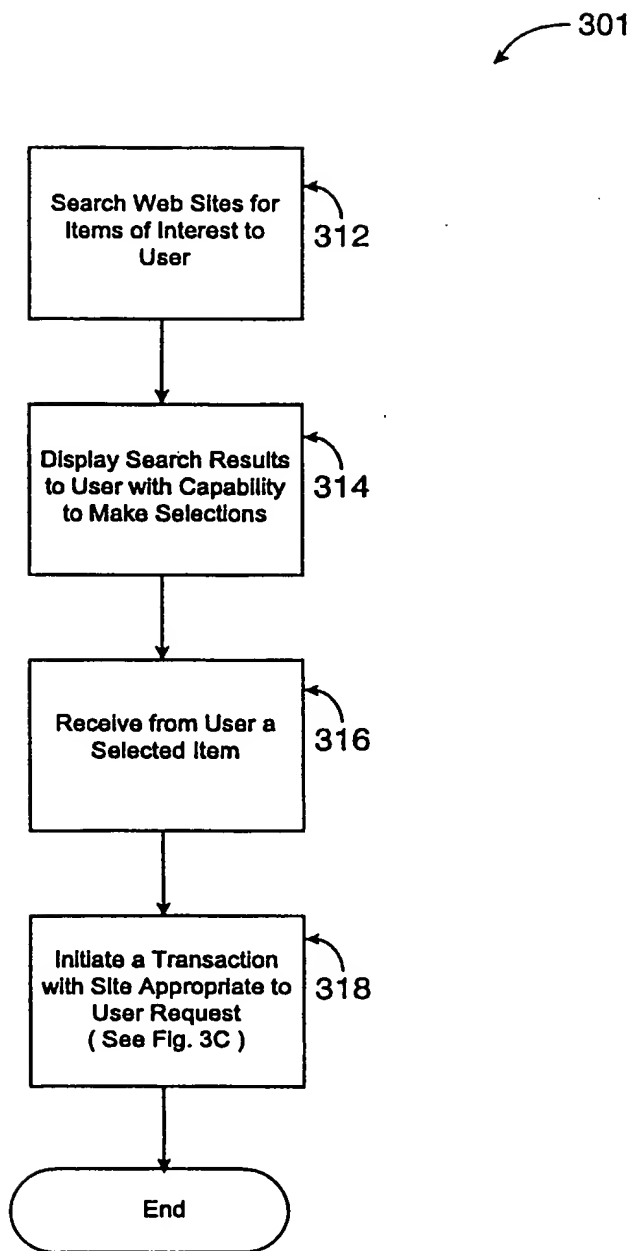 301
Search Web Sites for
Items of Interest to
User
312
Display Search Results
to User with Capability
to Make Selections
314
Receive from User a
Selected Item
316
Initiate a Transaction
with Site Appropriate to
User Request
( See Fig. 3C )
318
End